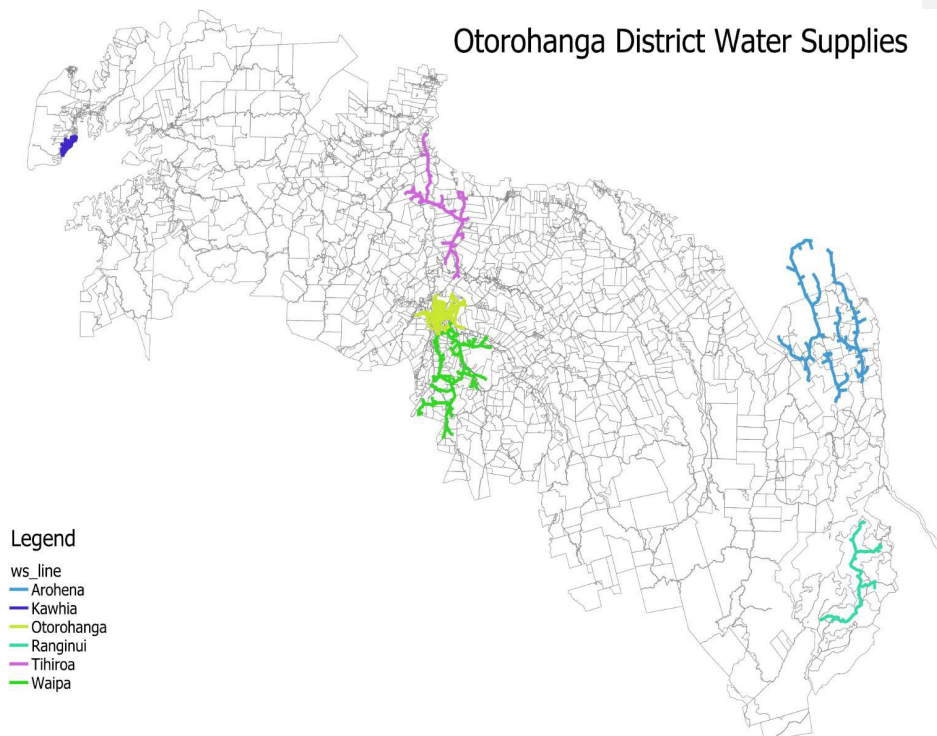 Otorohanga District Water Supplies
Legend
ws_line
Arohena
Kawhia
Otorohanga
Ranginui
Tihiroa
Waipa